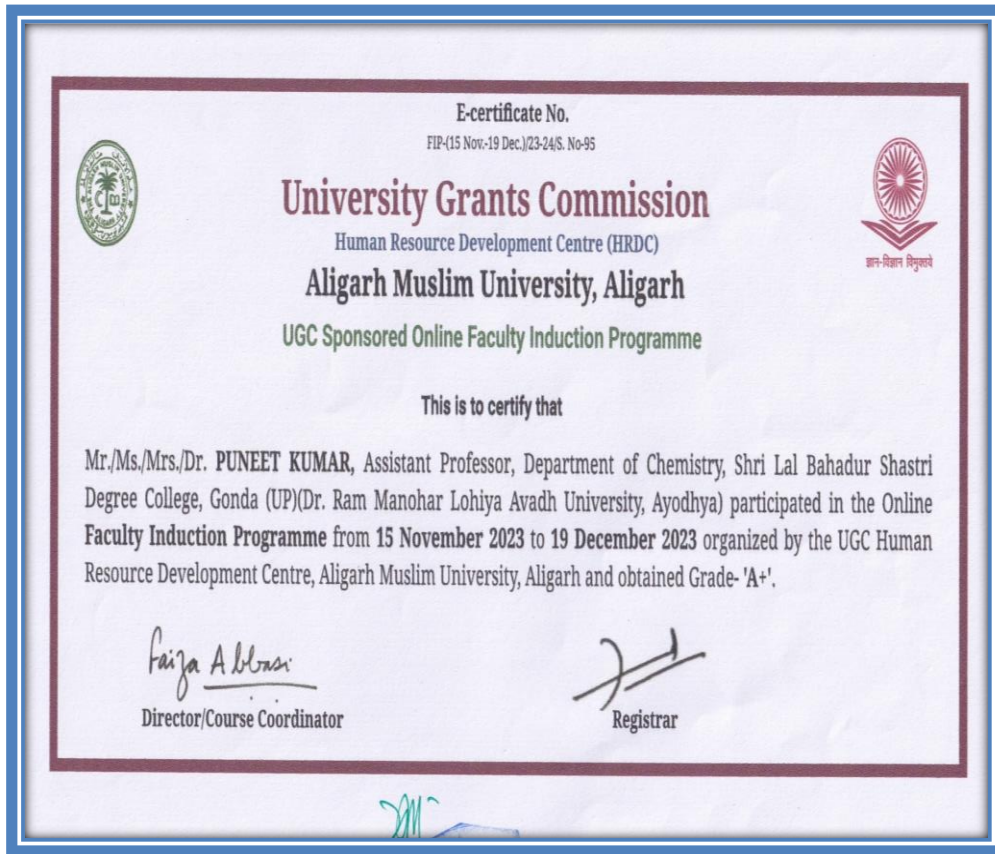 E-certificate No.
FIP-(15 Nov.-19 Dec.)/23-24/S. No-95
University Grants Commission
Human Resource Development Centre (HRDC)
Aligarh Muslim University, Aligarh
ज्ञान-विज्ञान विमुक्तये
UGC Sponsored Online Faculty Induction Programme
This is to certify that
Mr./Ms./Mrs./Dr. PUNEET KUMAR, Assistant Professor, Department of Chemistry, Shri Lal Bahadur Shastri
Degree College, Gonda (UP)(Dr. Ram Manohar Lohiya Avadh University, Ayodhya) participated in the Online
Faculty Induction Programme from 15 November 2023 to 19 December 2023 organized by the UGC Human
Resource Development Centre, Aligarh Muslim University, Aligarh and obtained Grade- 'A+'.
Faiza Abbasi
Director/Course Coordinator
Registrar